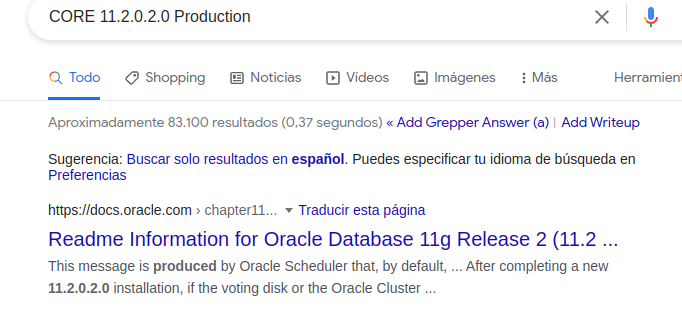 CORE 11.2.0.2.0 Production
Todo Shopping Noticias Vídeos Imágenes Más
Aproximadamente 83.100 resultados (0,37 segundos) « Add Grepper Answer (a) | Add Writeup
Sugerencia: Buscar solo resultados en español. Puedes especificar tu idioma de búsqueda en
Preferencias
https://docs.oracle.com › chapter11... Traducir esta página
Readme Information for Oracle Database 11g Release 2 (11.2 ...
This message is produced by Oracle Scheduler that, by default, ... After completing a new
11.2.0.2.0 installation, if the voting disk or the Oracle Cluster ...